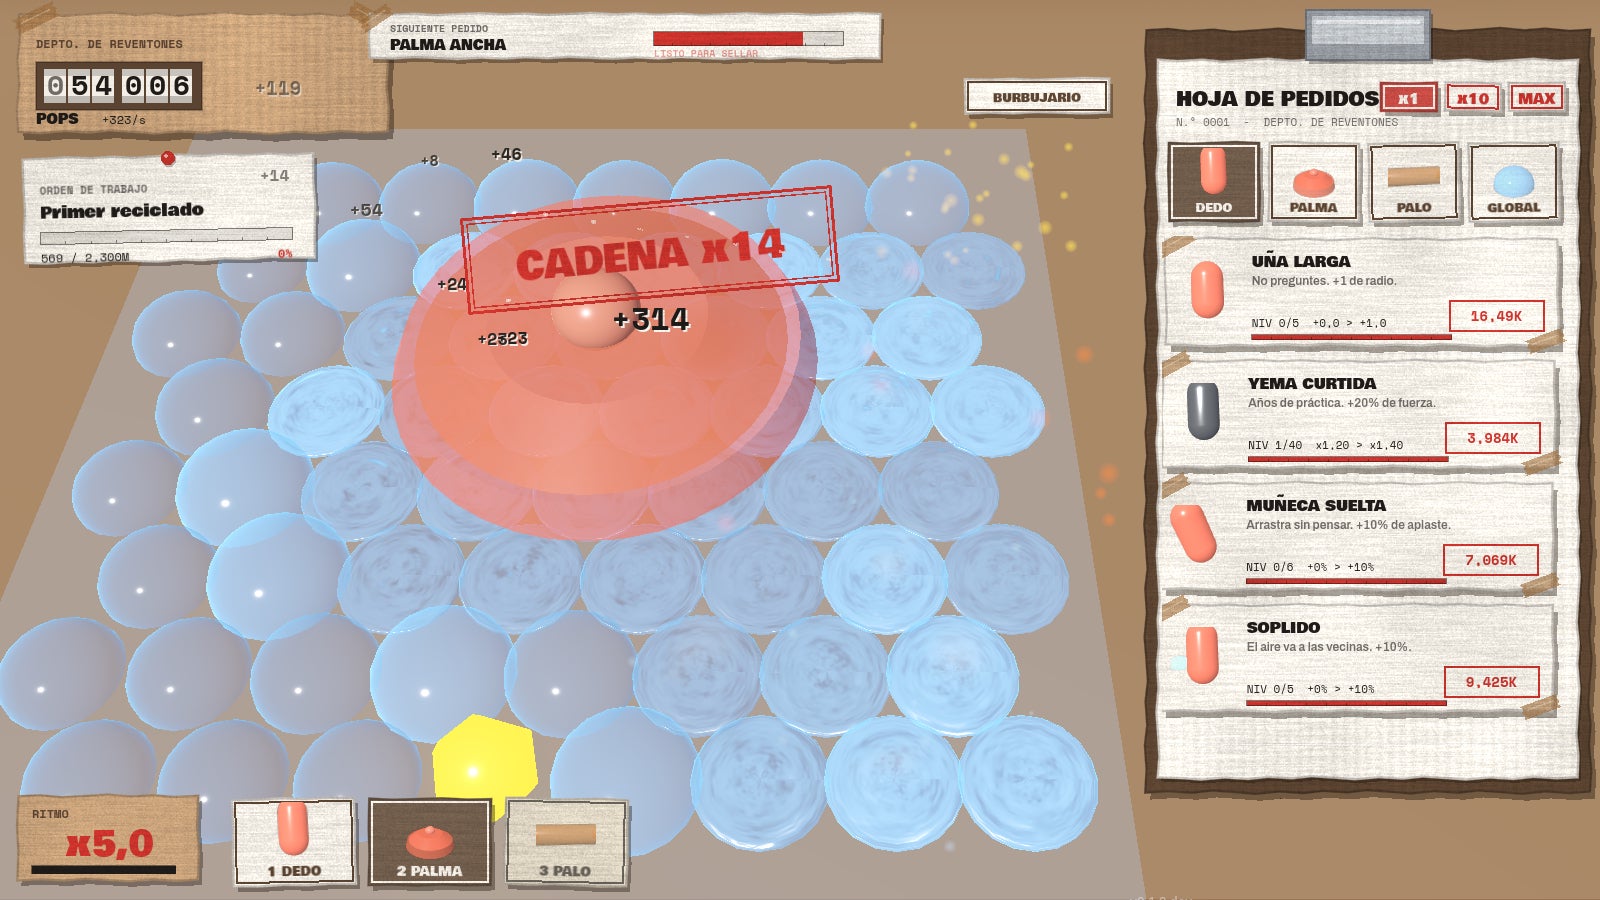 DEPTO. DE REVENTONES
054 006
+119
POPS +323/s
SIGUIENTE PEDIDO
PALMA ANCHA
LISTO PARA SELLAR
BURBUJARIO
ORDEN DE TRABAJO
+14
Primer reciclado
569 / 2,300M
0%
+8
+46
+54
CADENA x14
+24
+314
HOJA DE PEDIDOS
x1
x10
MAX
N.° 0001 - DEPTO. DE REVENTONES
DEDO
PALMA
PALO
GLOBAL
UÑA LARGA
No preguntes. +1 de radio.
NIV 0/5 +0,0 > +1,0
16,49K
YEMA CURTIDA
Años de práctica. +20% de fuerza.
NIV 1/40 x1,20 > x1,40
3,984K
MUÑECA SUELTA
Arrastra sin pensar. +10% de aplaste.
NIV 0/6 +0% > +10%
7,069K
SOPLIDO
El aire va a las vecinas. +10%.
NIV 0/5 +0% > +10%
9,425K
RITMO
x5,0
1 DEDO
2 PALMA
3 PALO